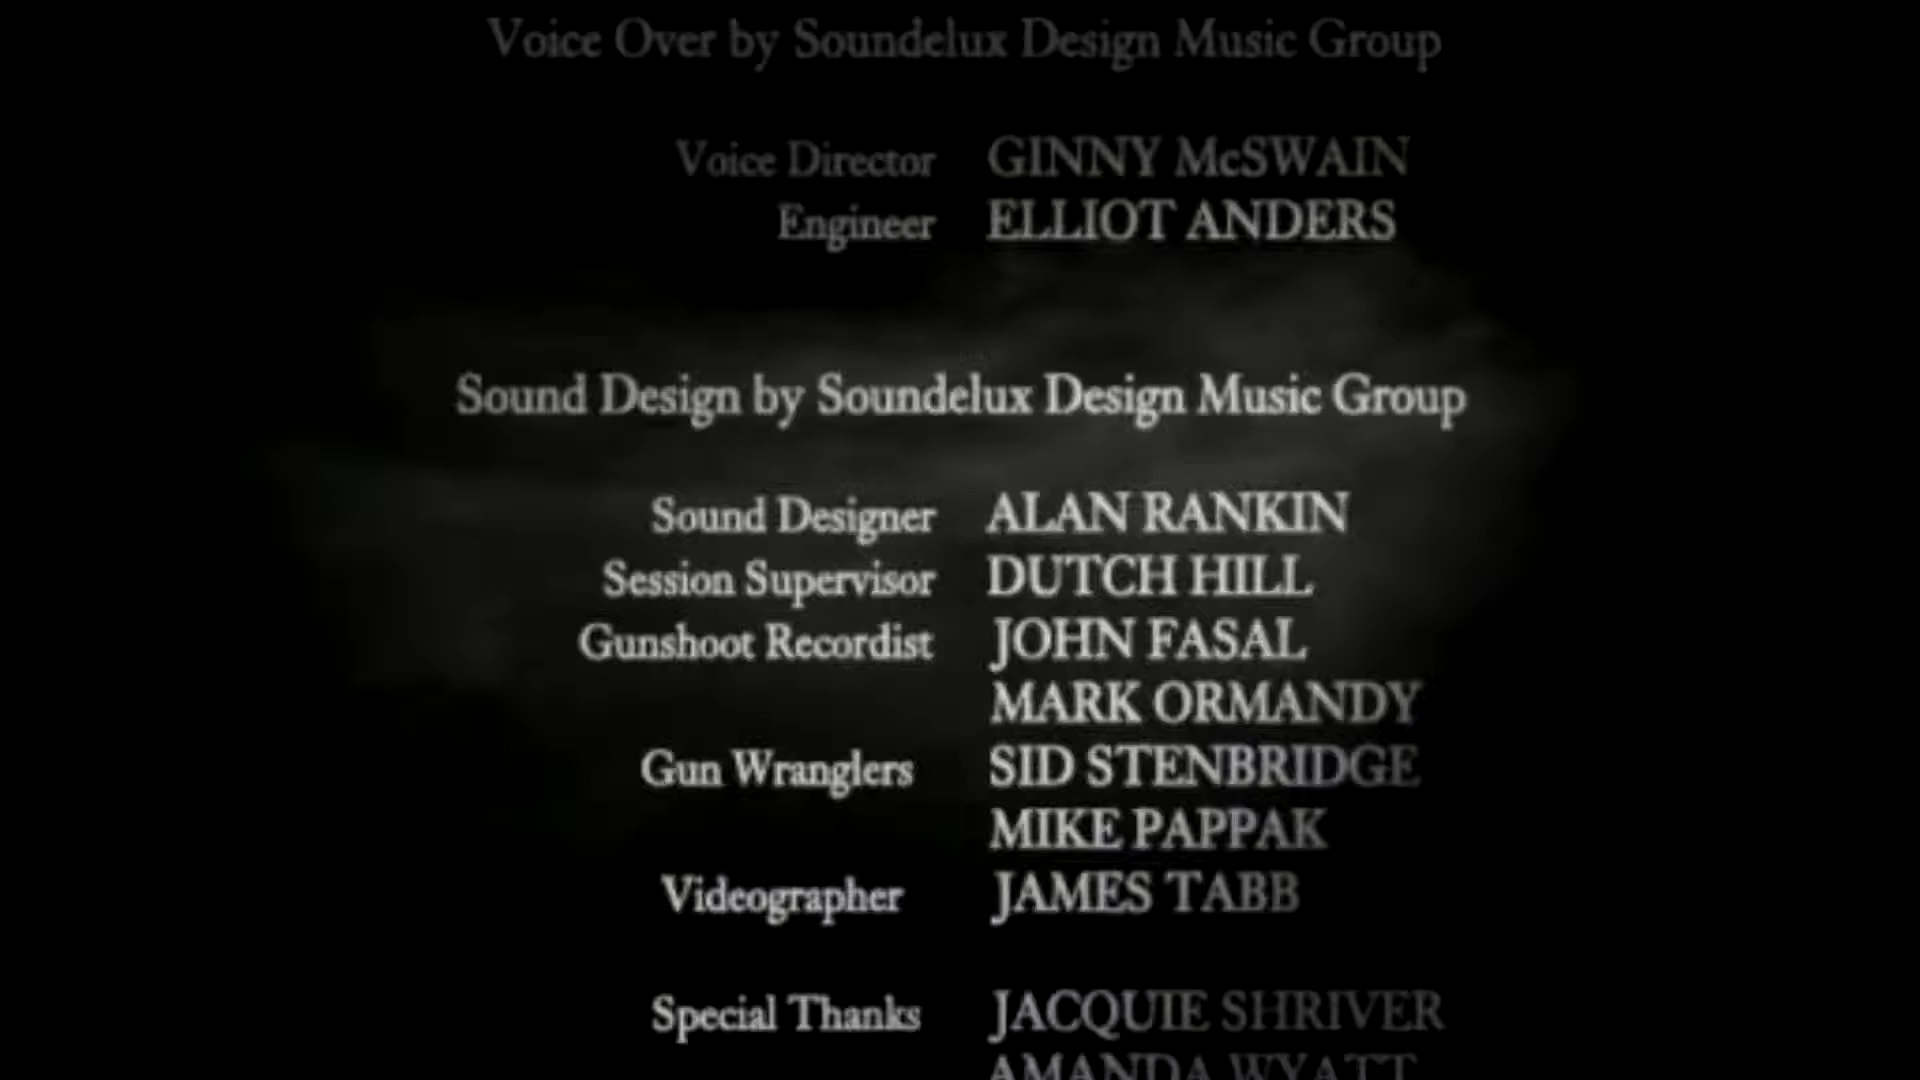 Voice Over by Soundelux Design Music Group
Voice Director GINNY McSWAIN
Engineer ELLIOT ANDERS
Sound Design by Soundelux Design Music Group
Sound Designer ALAN RANKIN
Session Supervisor DUTCH HILL
Gunshoot Recordist JOHN FASAL
MARK ORMANDY
Gun Wranglers SID STENBRIDGE
MIKE PAPPAK
Videographer JAMES TABB
Special Thanks JACQUIE SHRIVER
AMANDA WYATT